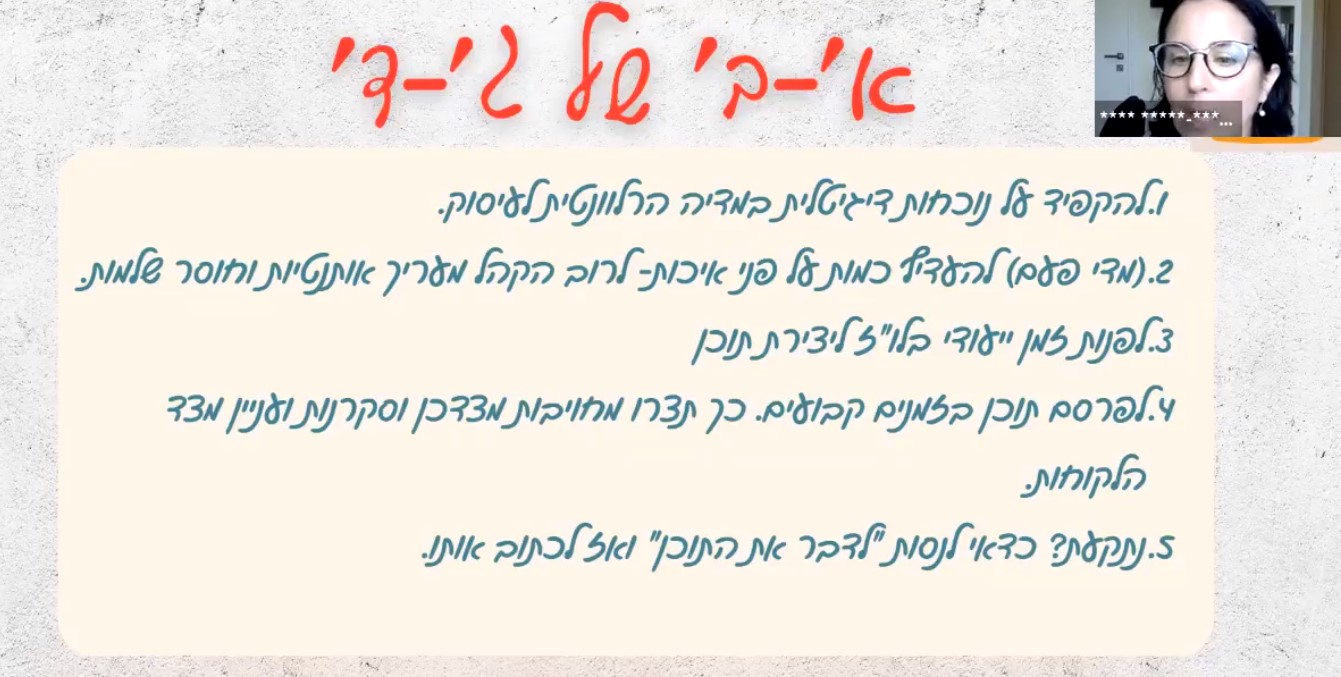 א'-ב' של ג'-ד'
**** *****-***...
1.להקפיד על נוכחות דיגיטלית במדיה הרלוונטית לעיסוק.
2.(מדי פעם) להעדיף כמות על פני איכות- לרוב הקהל מעריך אותנטיות וחוסר שלמות.
3.לפנות זמן ייעודי בלו"ז ליצירת תוכן
4.לפרסם תוכן בזמנים קבועים. כך תצרו מחויבות מצדכן וסקרנות ועניין מצד
הלקוחות.
5.נתקעת? כדאי לנסות "לדבר את התוכן" ואז לכתוב אותו.